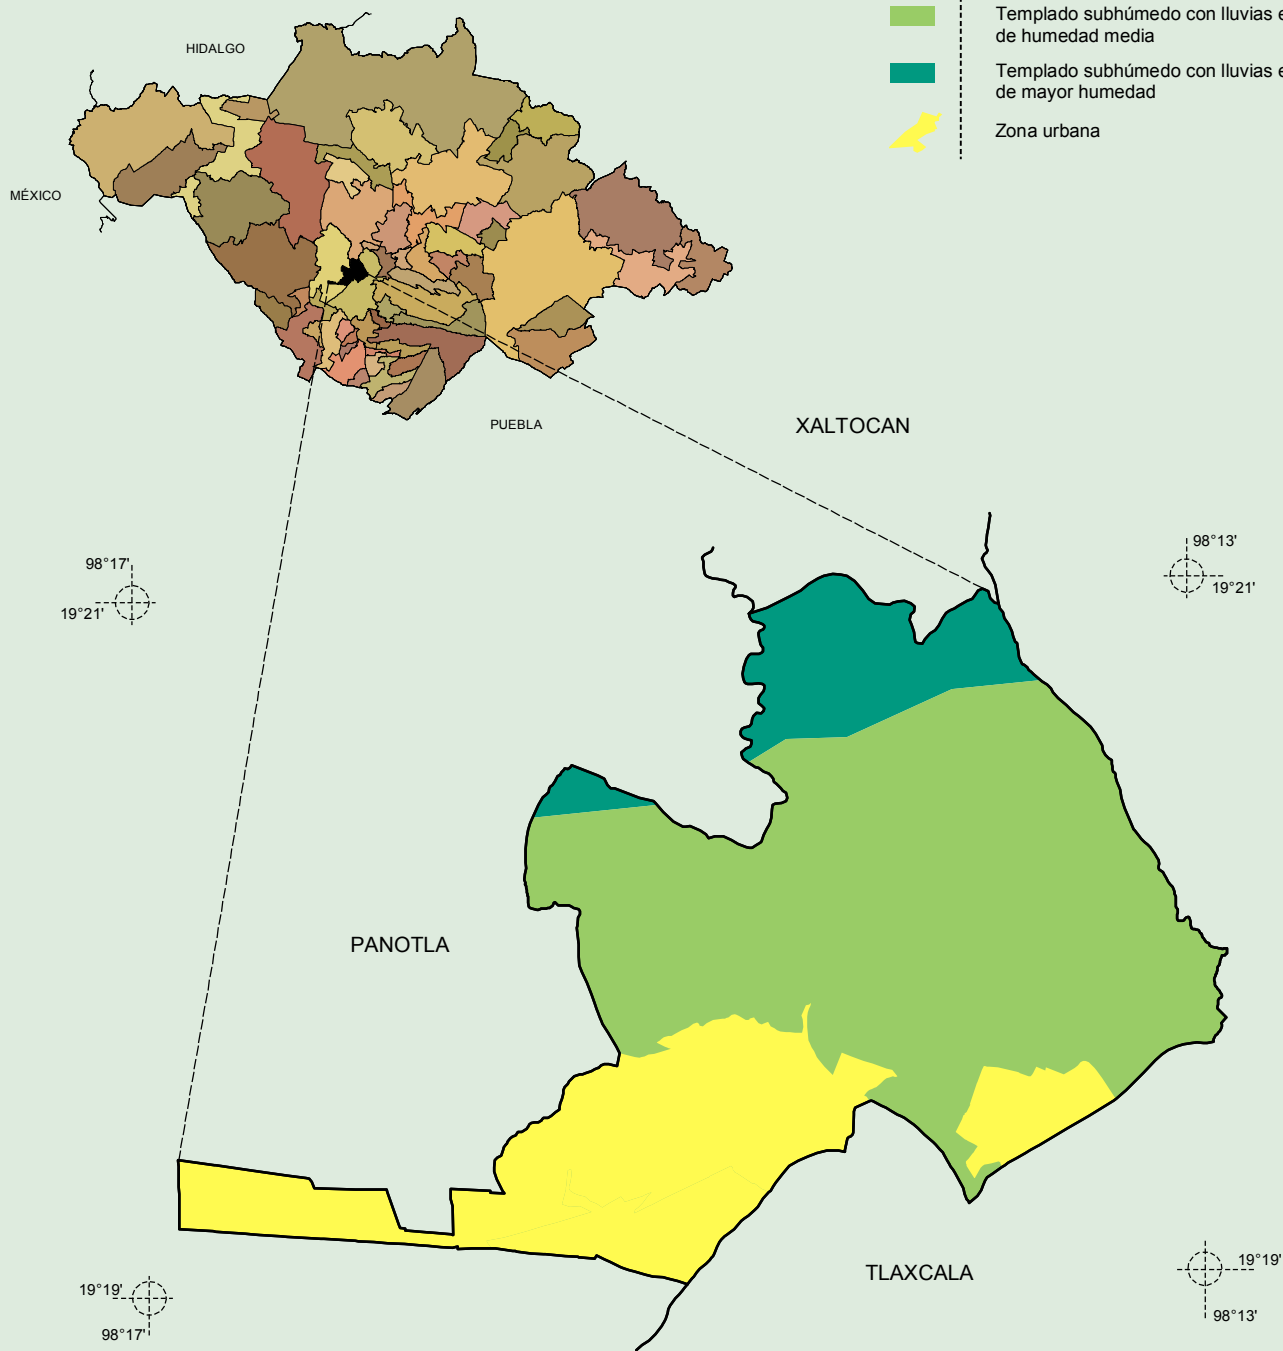 Templado subhúmedo con lluvias
de humedad media
Templado subhúmedo con lluvias
de mayor humedad
Zona urbana
HIDALGO
MÉXICO
PUEBLA
XALTOCAN
98°17'
19°21'
98°13'
19°21'
PANOTLA
TLAXCALA
19°19'
98°17'
19°19'
98°13'